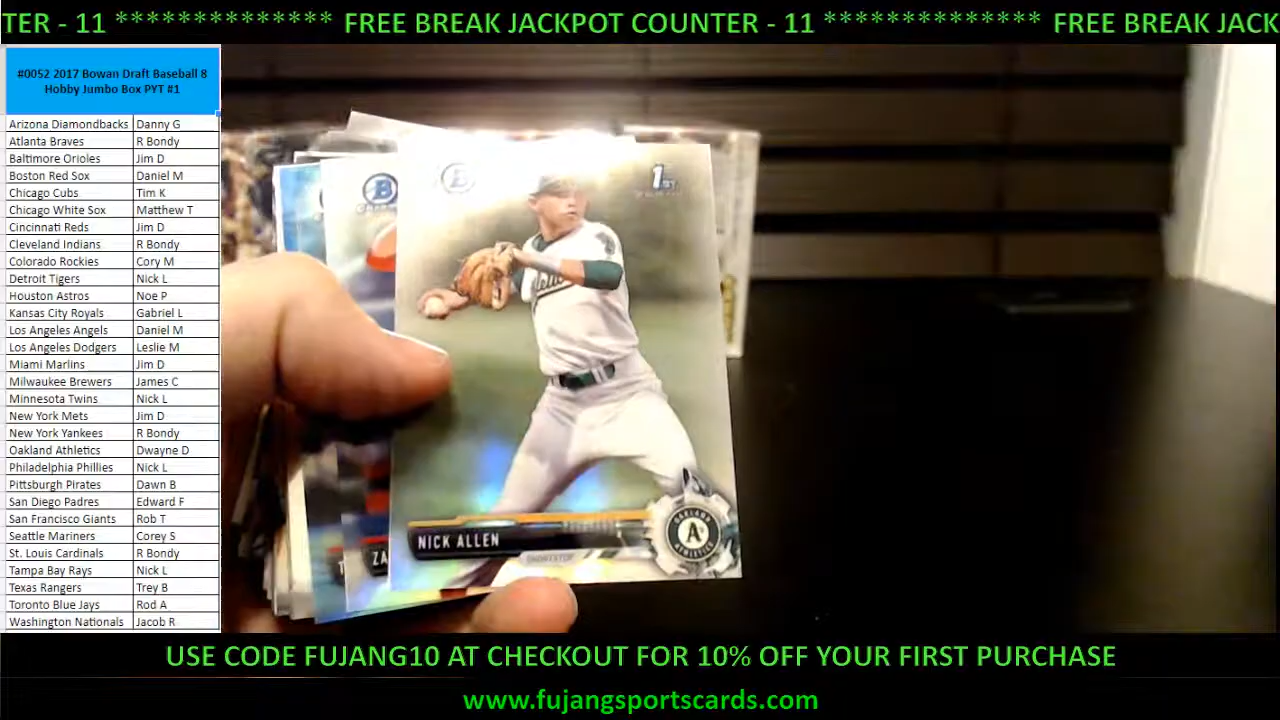 TER - 11 ************** FREE BREAK JACKPOT COUNTER - 11 ************** FREE BREAK JACK
#0052 2017 Bowan Draft Baseball 8
Hobby Jumbo Box PYT #1
Arizona Diamondbacks Danny G
Atlanta Braves R Bondy
Baltimore Orioles Jim D
Boston Red Sox Daniel M
Chicago Cubs Tim K
Chicago White Sox Matthew T
Cincinnati Reds Jim D
Cleveland Indians R Bondy
Colorado Rockies Cory M
Detroit Tigers Nick L
Houston Astros Noe P
Kansas City Royals Gabriel L
Los Angeles Angels Daniel M
Los Angeles Dodgers Leslie M
Miami Marlins Jim D
Milwaukee Brewers James C
Minnesota Twins Nick L
New York Mets Jim D
New York Yankees R Bondy
Oakland Athletics Dwayne D
Philadelphia Phillies Nick L
Pittsburgh Pirates Dawn B
San Diego Padres Edward F
San Francisco Giants Rob T
Seattle Mariners Corey S
St. Louis Cardinals R Bondy
Tampa Bay Rays Nick L
Texas Rangers Trey B
Toronto Blue Jays Rod A
Washington Nationals Jacob R
B
B
1ST
ZA
NICK ALLEN
SHORTSTOP
OAKLAND
A's
ATHLETICS
USE CODE FUJANG10 AT CHECKOUT FOR 10% OFF YOUR FIRST PURCHASE
www.fujangsportscards.com